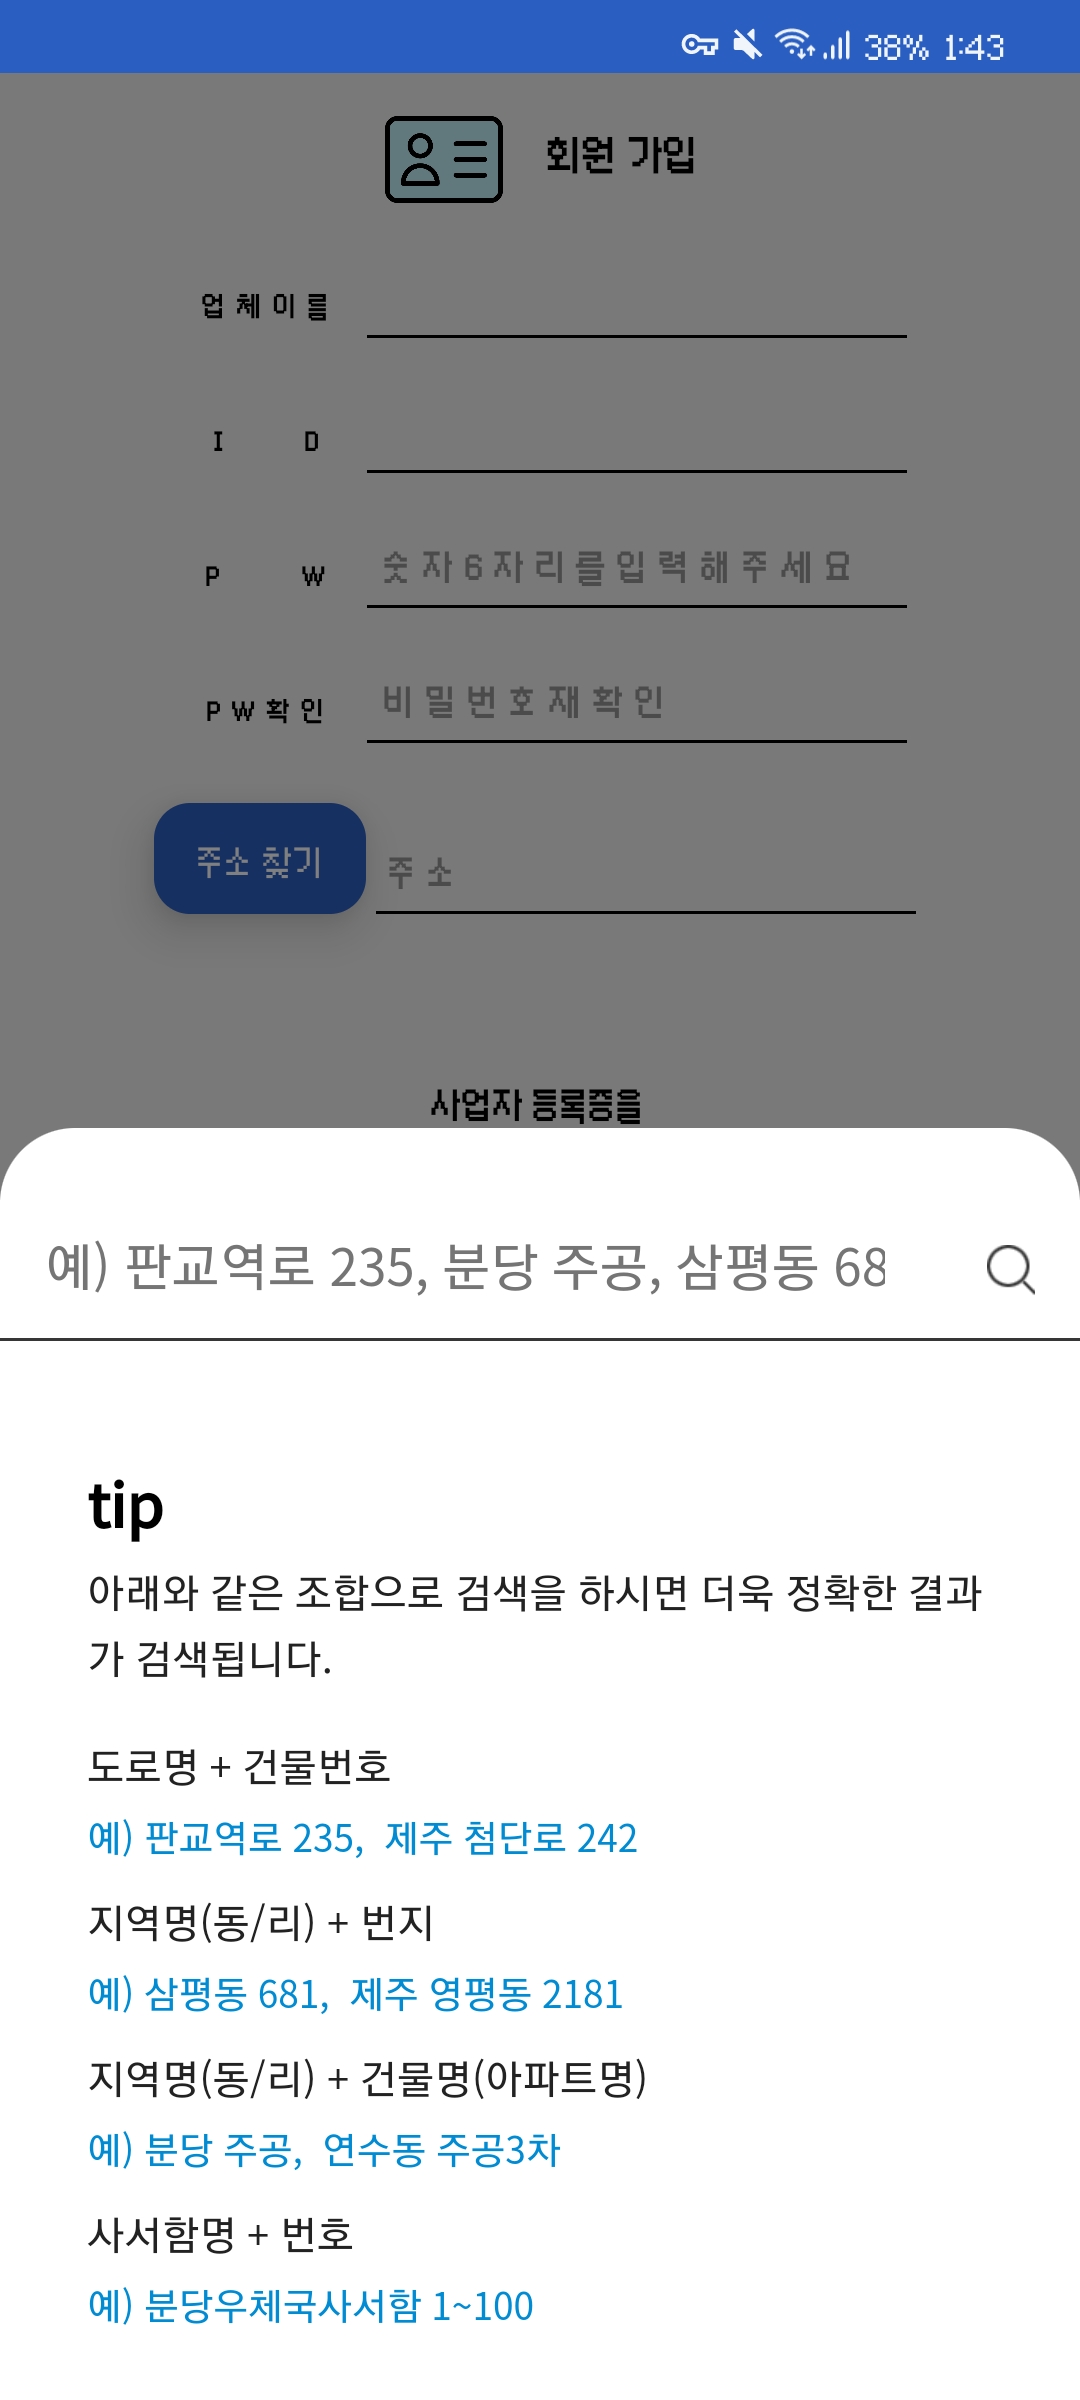 38% 1:43
회원 가입
업체이름
I D
P W 숫자6자리를입력해주세요
PW확인 비밀번호재확인
주소 찾기 주소
사업자 등록증을
예) 판교역로 235, 분당 주공, 삼평동 68
tip
아래와 같은 조합으로 검색을 하시면 더욱 정확한 결과
가 검색됩니다.
도로명 + 건물번호
예) 판교역로 235, 제주 첨단로 242
지역명(동/리) + 번지
예) 삼평동 681, 제주 영평동 2181
지역명(동/리) + 건물명(아파트명)
예) 분당 주공, 연수동 주공3차
사서함명 + 번호
예) 분당우체국사서함 1~100